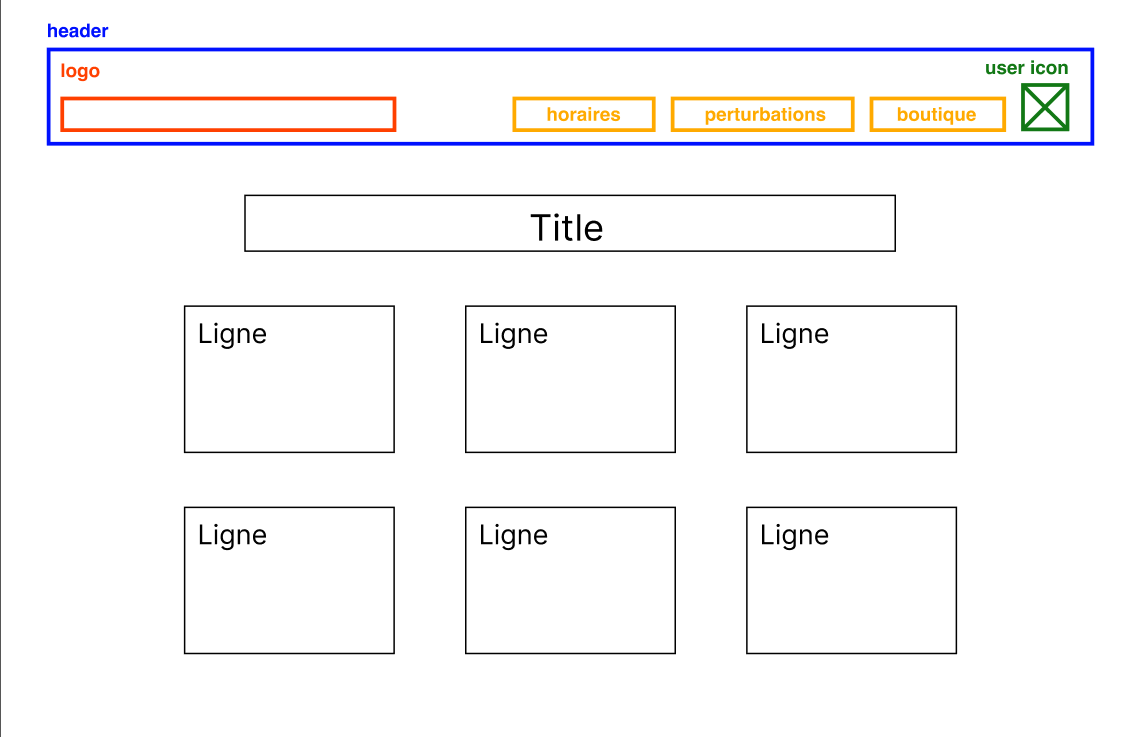 header
logo
user icon
horaires
perturbations
boutique
Title
Ligne
Ligne
Ligne
Ligne
Ligne
Ligne